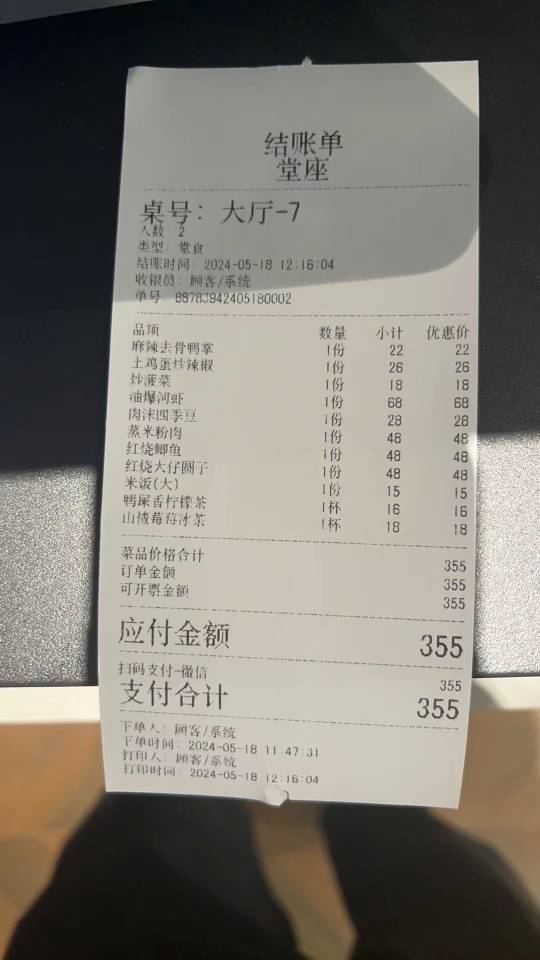 结账单
堂座
桌号: 大厅-7
人数: 2
类型: 堂食
结账时间: 2024-05-18 12:16:04
收银员: 顾客/系统
单号: 88783942405180002
品项 数量 小计 优惠价
麻辣去骨鸭掌 1份 22 22
土鸡蛋炒辣椒 1份 26 26
炒菠菜 1份 18 18
油爆河虾 1份 68 68
肉沫四季豆 1份 28 28
蒸米粉肉 1份 48 48
红烧鲫鱼 1份 48 48
红烧大仔圆子 1份 48 48
米饭(大) 1份 15 15
鸭屎香柠檬茶 1杯 16 16
山楂莓莓冰茶 1杯 18 18
菜品价格合计 355
订单金额 355
可开票金额 355
应付金额 355
扫码支付-微信 355
支付合计 355
下单人: 顾客/系统
下单时间: 2024-05-18 11:47:31
打印人: 顾客/系统
打印时间: 2024-05-18 12:16:04